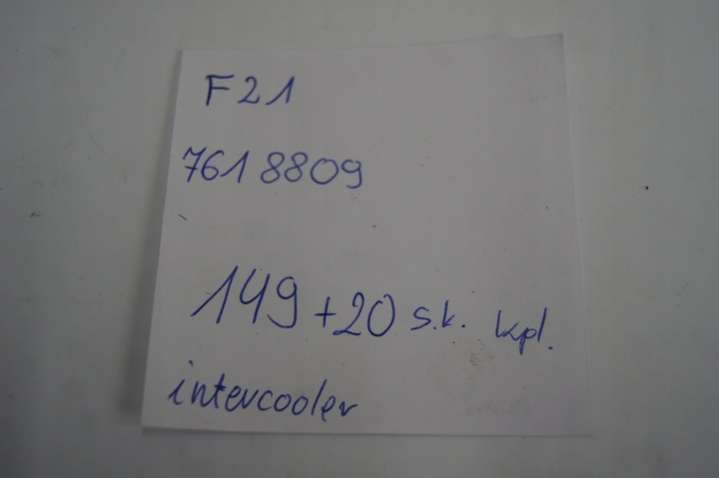 F21
7618809
149+20 s.k. kpl.
intercooler